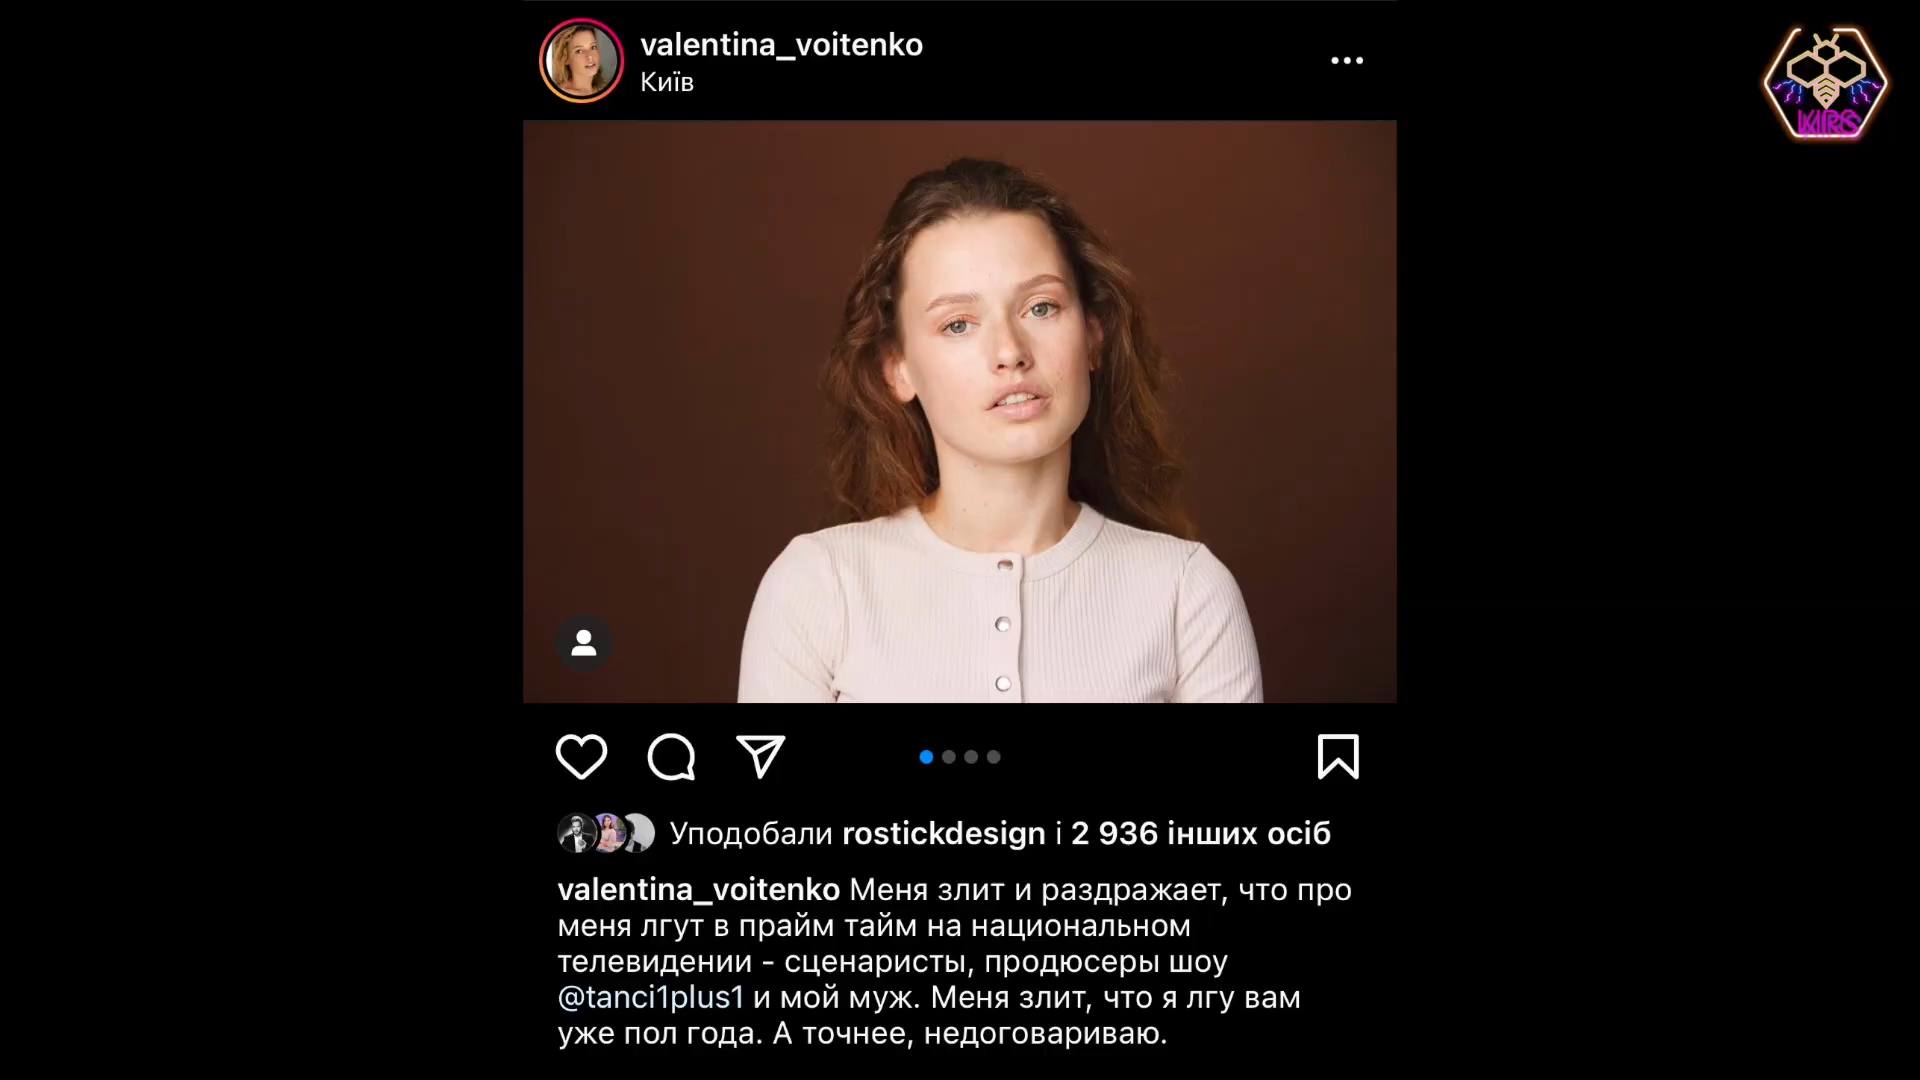 valentina_voitenko
Київ
KRS
Уподобали rostickdesign і 2 936 інших осіб
valentina_voitenko Меня злит и раздражает, что про
меня лгут в прайм тайм на национальном
телевидении - сценаристы, продюсеры шоу
@tanci1plus1 и мой муж. Меня злит, что я лгу вам
уже пол года. А точнее, недоговариваю.